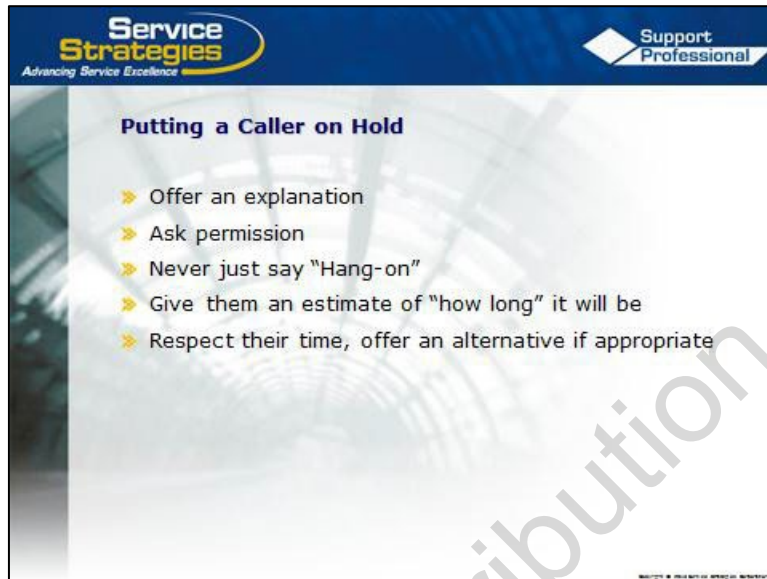 Service
Strategies
Advancing Service Excellence
Support
Professional
Putting a Caller on Hold
Offer an explanation
Ask permission
Never just say “Hang-on”
Give them an estimate of “how long” it will be
Respect their time, offer an alternative if appropriate